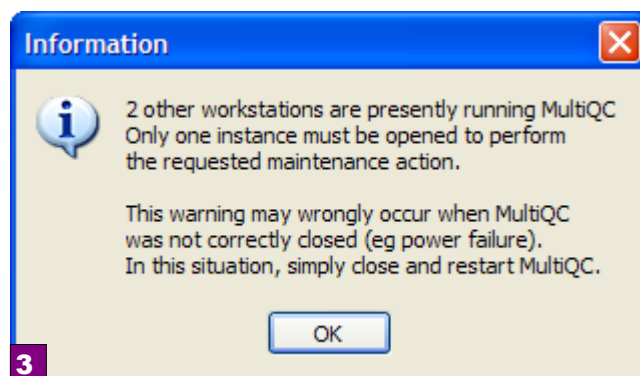 Information
2 other workstations are presently running MultiQC
Only one instance must be opened to perform
the requested maintenance action.
This warning may wrongly occur when MultiQC
was not correctly closed (eg power failure).
In this situation, simply close and restart MultiQC.
OK
3